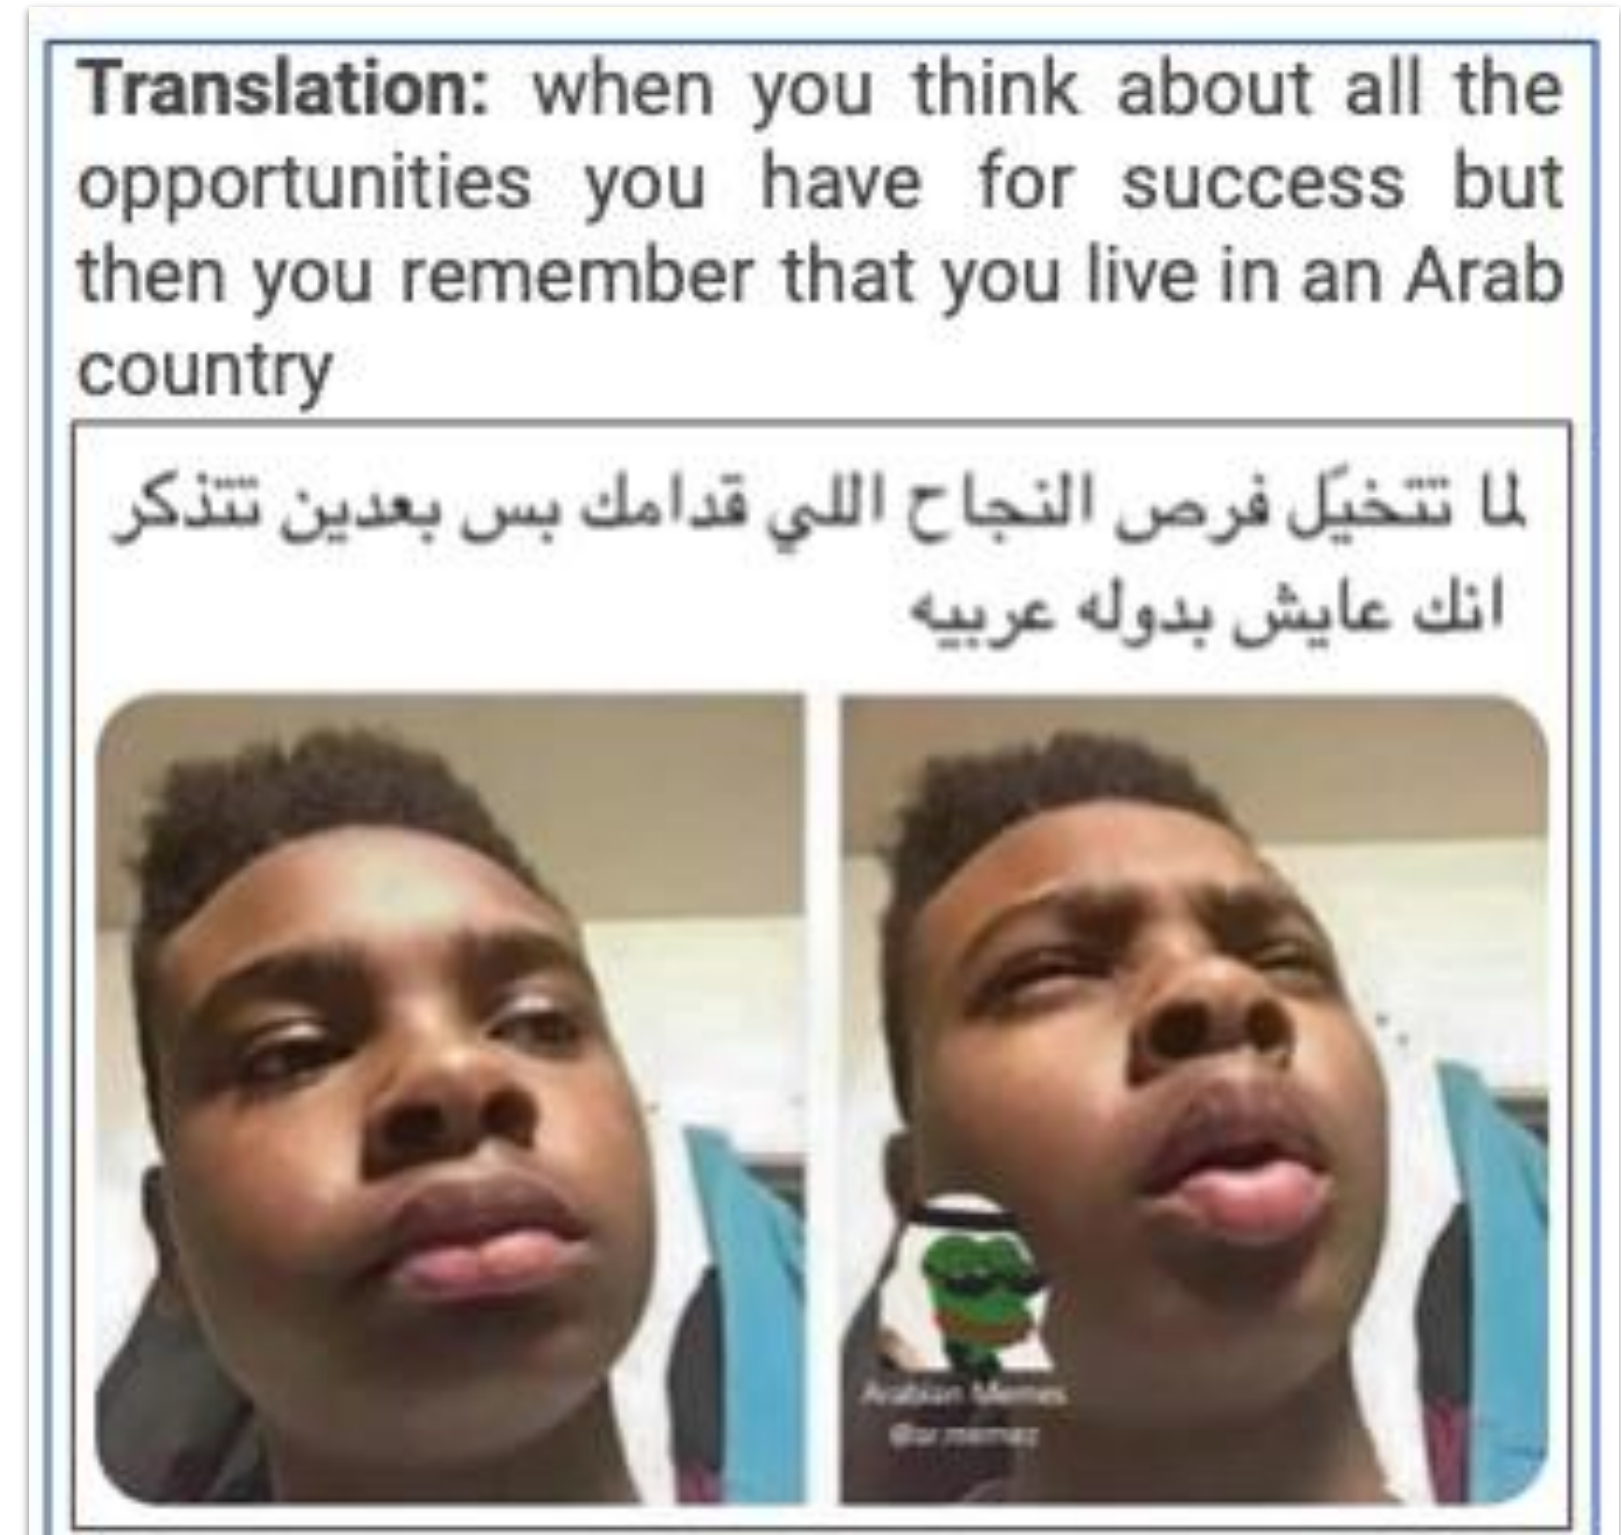 Translation: when you think about all the
opportunities you have for success but
then you remember that you live in an Arab
country
لما تتخيّل فرص النجاح اللي قدامك بس بعدين تتذكر
انك عايش بدوله عربيه
Arabian Memes
@ar.memez